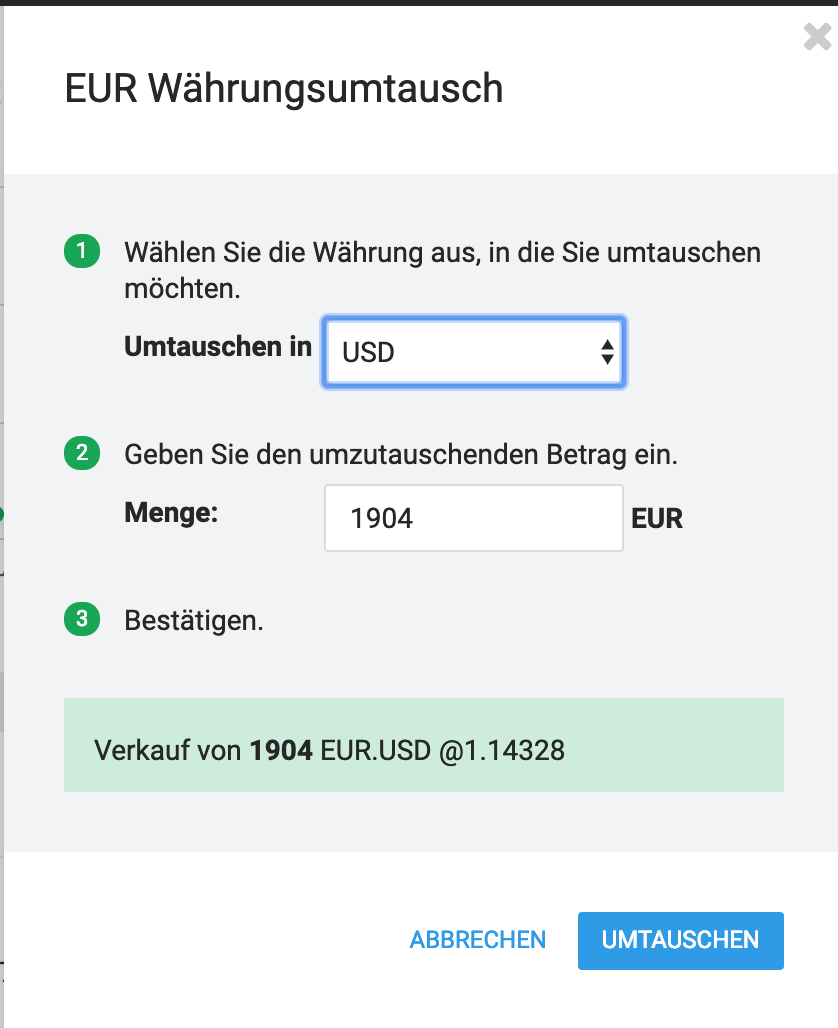 EUR Währungsumtausch
1 Wählen Sie die Währung aus, in die Sie umtauschen
möchten.
Umtauschen in USD
2 Geben Sie den umzutauschenden Betrag ein.
Menge: 1904 EUR
3 Bestätigen.
Verkauf von 1904 EUR.USD @1.14328
ABBRECHEN UMTAUSCHEN